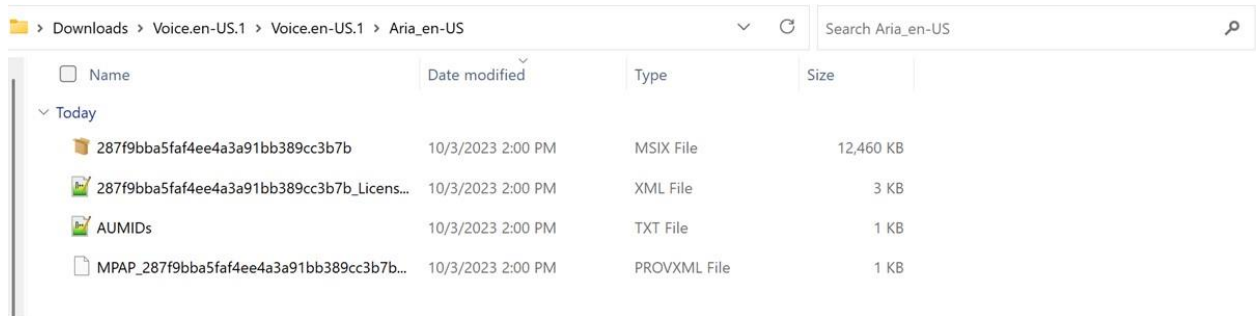 Downloads > Voice.en-US.1 > Voice.en-US.1 > Aria_en-US Search Aria_en-US
Name Date modified Type Size
Today
287f9bba5faf4ee4a3a91bb389cc3b7b 10/3/2023 2:00 PM MSIX File 12,460 KB
287f9bba5faf4ee4a3a91bb389cc3b7b_Licens... 10/3/2023 2:00 PM XML File 3 KB
AUMIDs 10/3/2023 2:00 PM TXT File 1 KB
MPAP_287f9bba5faf4ee4a3a91bb389cc3b7b... 10/3/2023 2:00 PM PROVXML File 1 KB